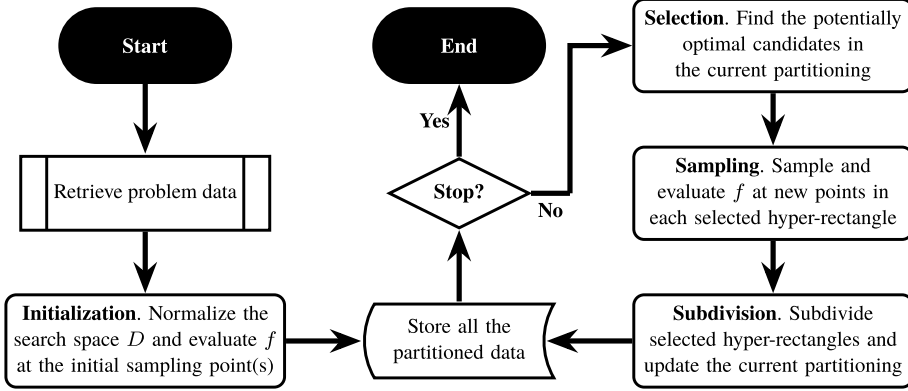 Start
Retrieve problem data
Initialization. Normalize the
search space D and evaluate f
at the initial sampling point(s)
Store all the
partitioned data
Stop?
Yes
No
End
Selection. Find the potentially
optimal candidates in
the current partitioning
Sampling. Sample and
evaluate f at new points in
each selected hyper-rectangle
Subdivision. Subdivide
selected hyper-rectangles and
update the current partitioning